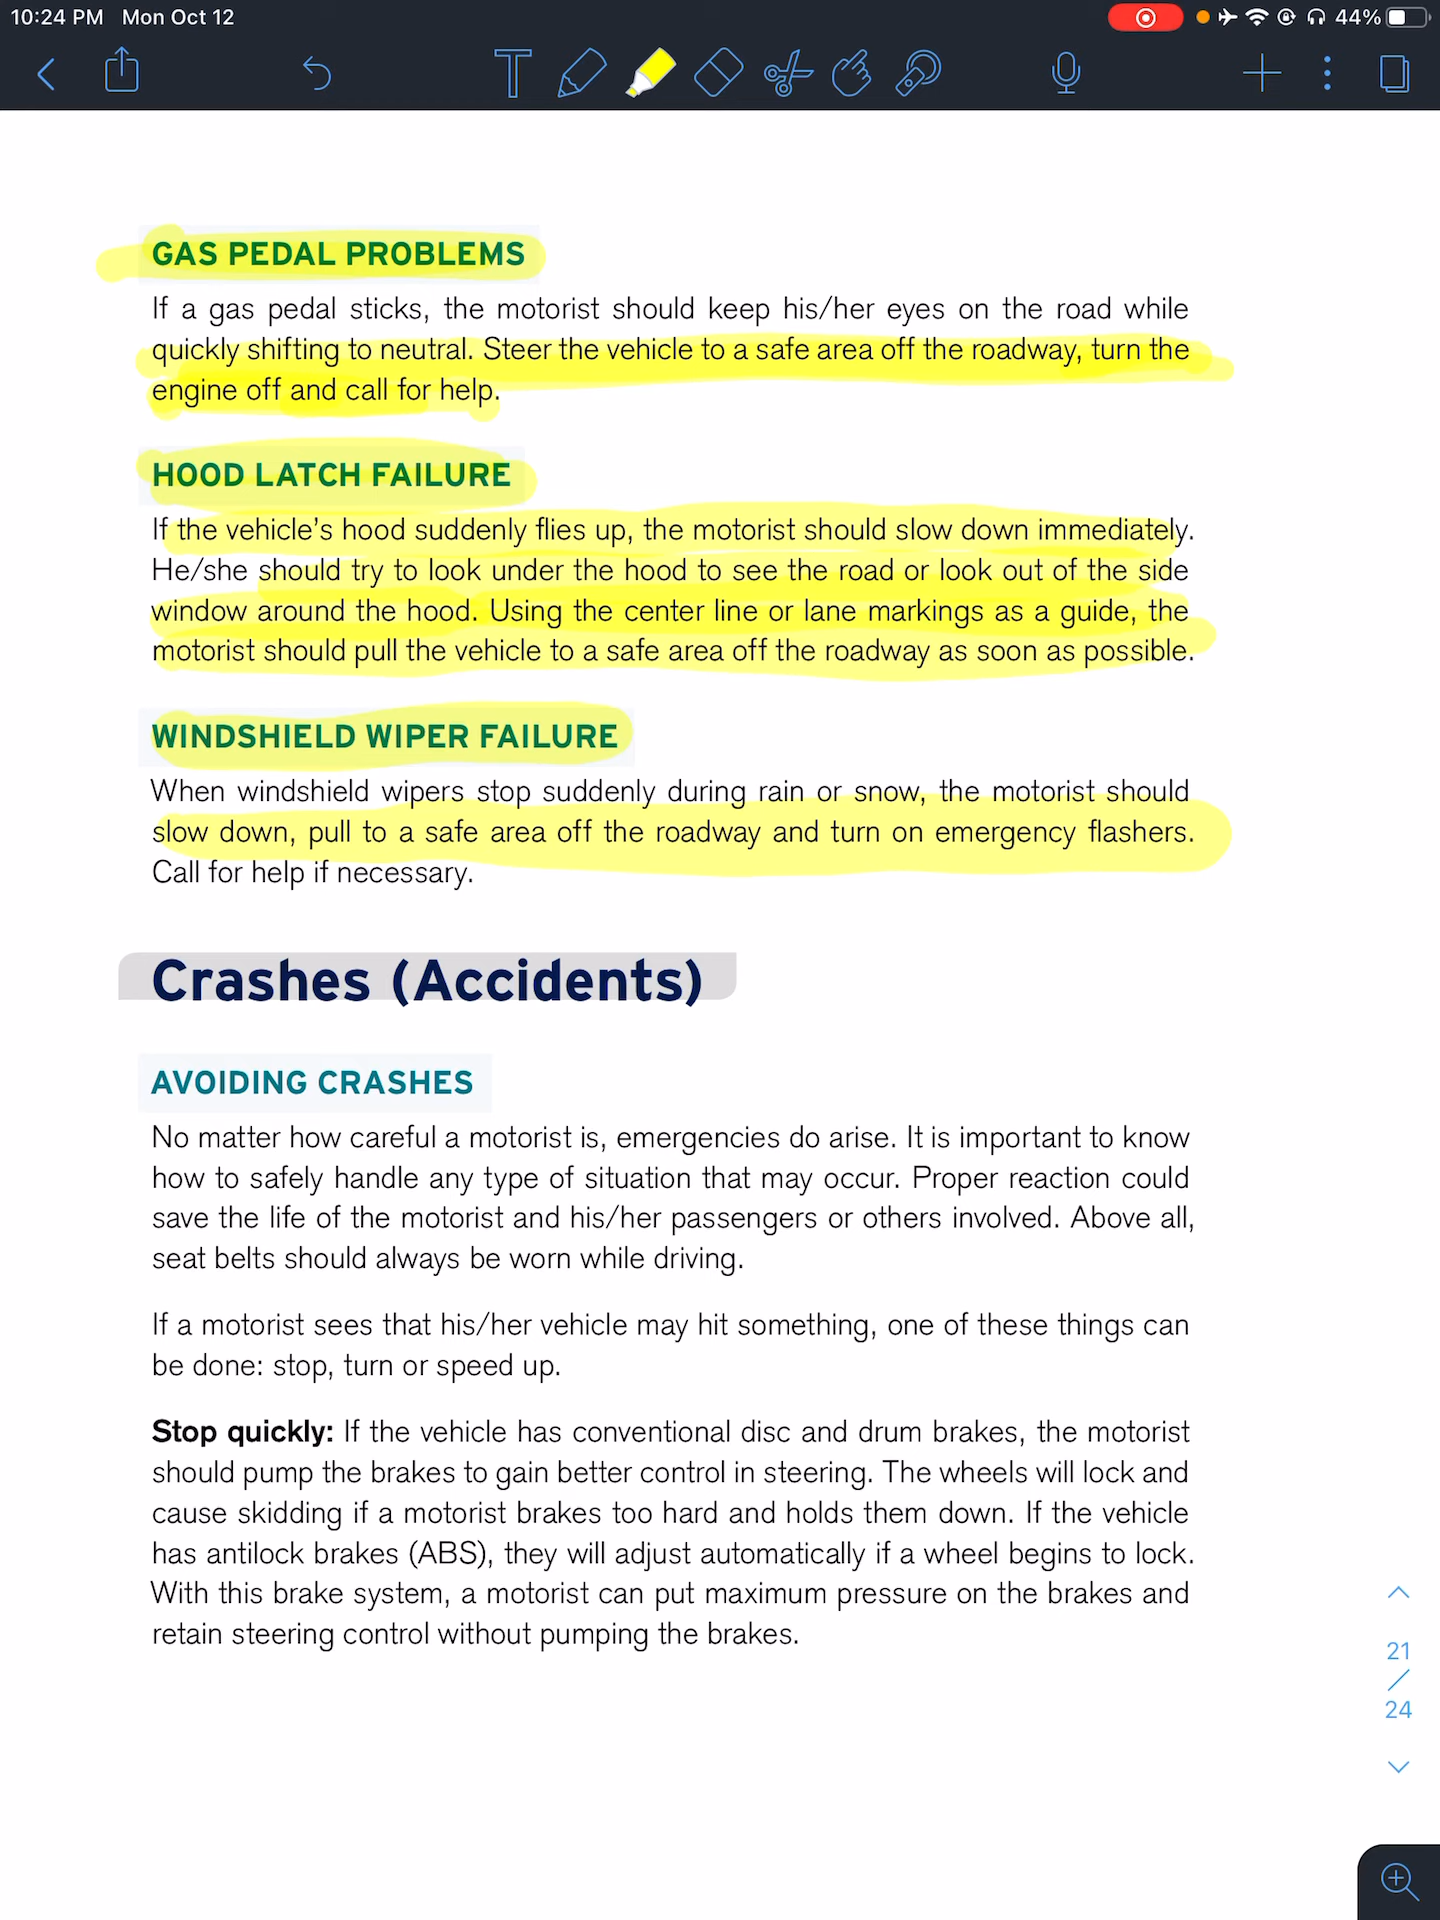 10:24 PM Mon Oct 12
44%
GAS PEDAL PROBLEMS
If a gas pedal sticks, the motorist should keep his/her eyes on the road while
quickly shifting to neutral. Steer the vehicle to a safe area off the roadway, turn the
engine off and call for help.
HOOD LATCH FAILURE
If the vehicle's hood suddenly flies up, the motorist should slow down immediately.
He/she should try to look under the hood to see the road or look out of the side
window around the hood. Using the center line or lane markings as a guide, the
motorist should pull the vehicle to a safe area off the roadway as soon as possible.
WINDSHIELD WIPER FAILURE
When windshield wipers stop suddenly during rain or snow, the motorist should
slow down, pull to a safe area off the roadway and turn on emergency flashers.
Call for help if necessary.
Crashes (Accidents)
AVOIDING CRASHES
No matter how careful a motorist is, emergencies do arise. It is important to know
how to safely handle any type of situation that may occur. Proper reaction could
save the life of the motorist and his/her passengers or others involved. Above all,
seat belts should always be worn while driving.
If a motorist sees that his/her vehicle may hit something, one of these things can
be done: stop, turn or speed up.
Stop quickly: If the vehicle has conventional disc and drum brakes, the motorist
should pump the brakes to gain better control in steering. The wheels will lock and
cause skidding if a motorist brakes too hard and holds them down. If the vehicle
has antilock brakes (ABS), they will adjust automatically if a wheel begins to lock.
With this brake system, a motorist can put maximum pressure on the brakes and
retain steering control without pumping the brakes.
21
/
24